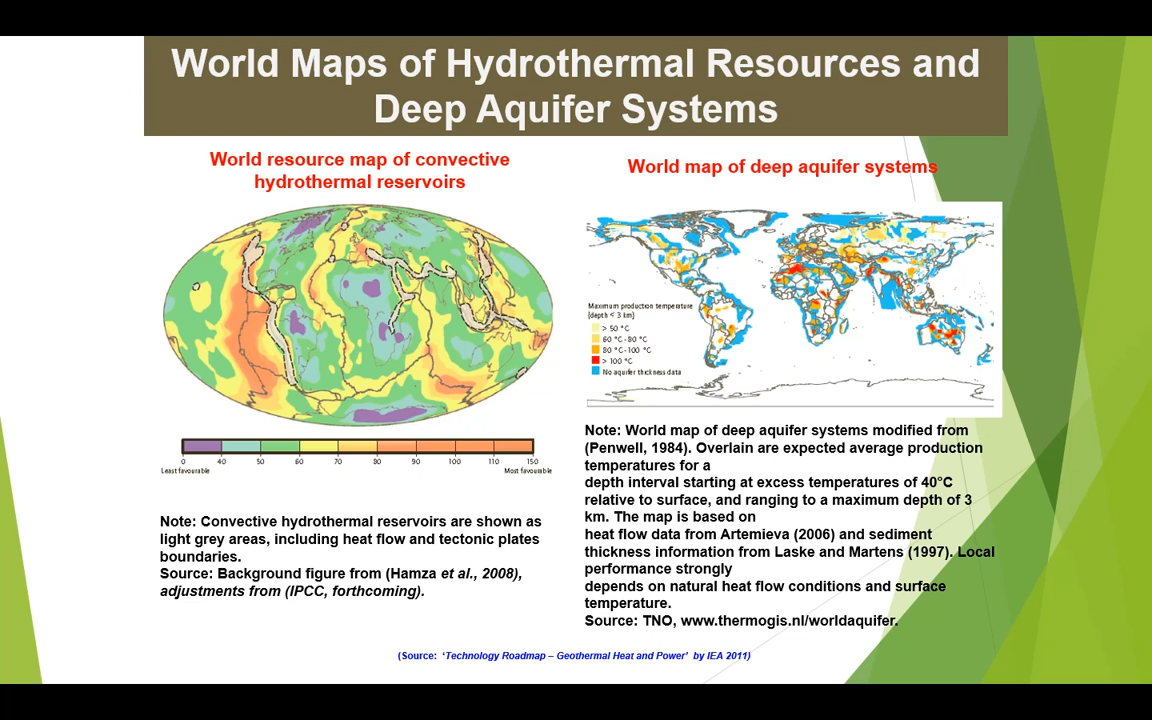 World Maps of Hydrothermal Resources and
Deep Aquifer Systems
World resource map of convective
hydrothermal reservoirs
0 40 50 60 70 80 90 100 110 150
Least favourable Most favourable
Note: Convective hydrothermal reservoirs are shown as
light grey areas, including heat flow and tectonic plates
boundaries.
Source: Background figure from (Hamza et al., 2008),
adjustments from (IPCC, forthcoming).
World map of deep aquifer systems
Maximum production temperature
(depth < 3 km)
> 50 °C
60 °C-80 °C
80 °C-100 °C
> 100 °C
No aquifer thickness data
Note: World map of deep aquifer systems modified from
(Penwell, 1984). Overlain are expected average production
temperatures for a
depth interval starting at excess temperatures of 40°C
relative to surface, and ranging to a maximum depth of 3
km. The map is based on
heat flow data from Artemieva (2006) and sediment
thickness information from Laske and Martens (1997). Local
performance strongly
depends on natural heat flow conditions and surface
temperature.
Source: TNO, www.thermogis.nl/worldaquifer.
(Source: ‘Technology Roadmap – Geothermal Heat and Power’ by IEA 2011)